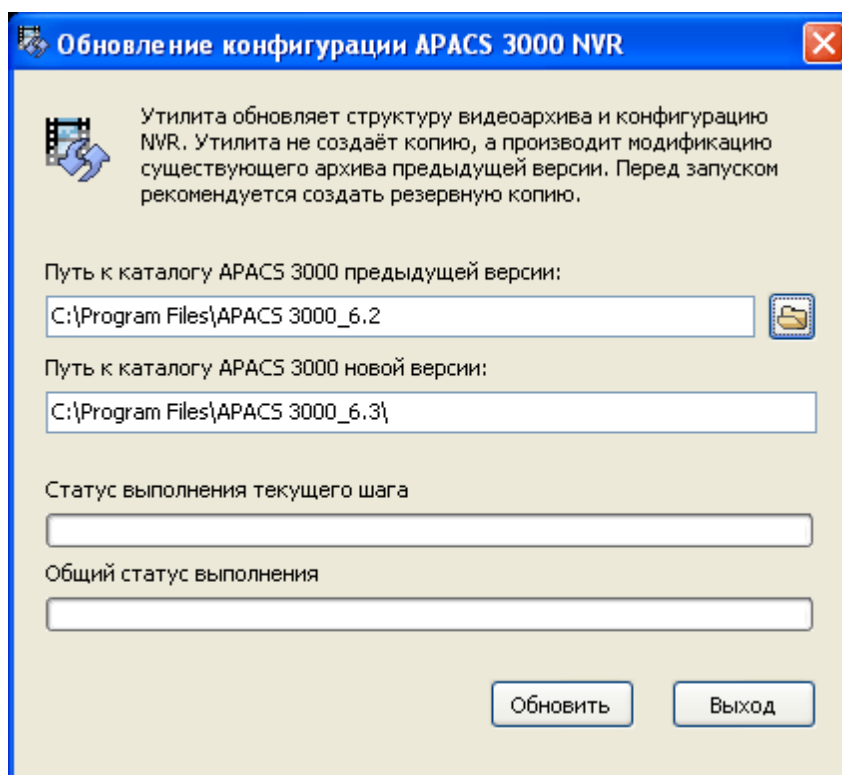 Обновление конфигурации APACS 3000 NVR
Утилита обновляет структуру видеоархива и конфигурацию
NVR. Утилита не создаёт копию, а производит модификацию
существующего архива предыдущей версии. Перед запуском
рекомендуется создать резервную копию.
Путь к каталогу APACS 3000 предыдущей версии:
C:\Program Files\APACS 3000_6.2
Путь к каталогу APACS 3000 новой версии:
C:\Program Files\APACS 3000_6.3\
Статус выполнения текущего шага
Общий статус выполнения
Обновить
Выход